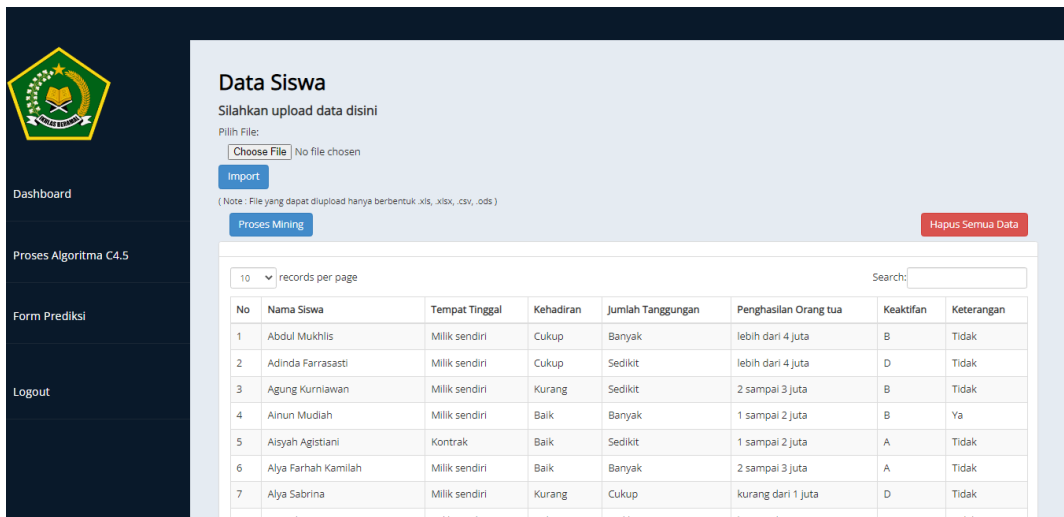 IKHLAS BERAMAL
Dashboard
Proses Algoritma C4.5
Form Prediksi
Logout
Data Siswa
Silahkan upload data disini
Pilih File:
Choose File No file chosen
Import
( Note : File yang dapat diupload hanya berbentuk .xls, .xlsx, .csv, .ods )
Proses Mining Hapus Semua Data
10 records per page Search:
No Nama Siswa Tempat Tinggal Kehadiran Jumlah Tanggungan Penghasilan Orang tua Keaktifan Keterangan
1 Abdul Mukhlis Milik sendiri Cukup Banyak lebih dari 4 juta B Tidak
2 Adinda Farrasasti Milik sendiri Cukup Sedikit lebih dari 4 juta D Tidak
3 Agung Kurniawan Milik sendiri Kurang Sedikit 2 sampai 3 juta B Tidak
4 Ainun Mudiah Milik sendiri Baik Banyak 1 sampai 2 juta B Ya
5 Aisyah Agistiani Kontrak Baik Sedikit 1 sampai 2 juta A Tidak
6 Alya Farhah Kamilah Milik sendiri Baik Banyak 2 sampai 3 juta A Tidak
7 Alya Sabrina Milik sendiri Kurang Cukup kurang dari 1 juta D Tidak